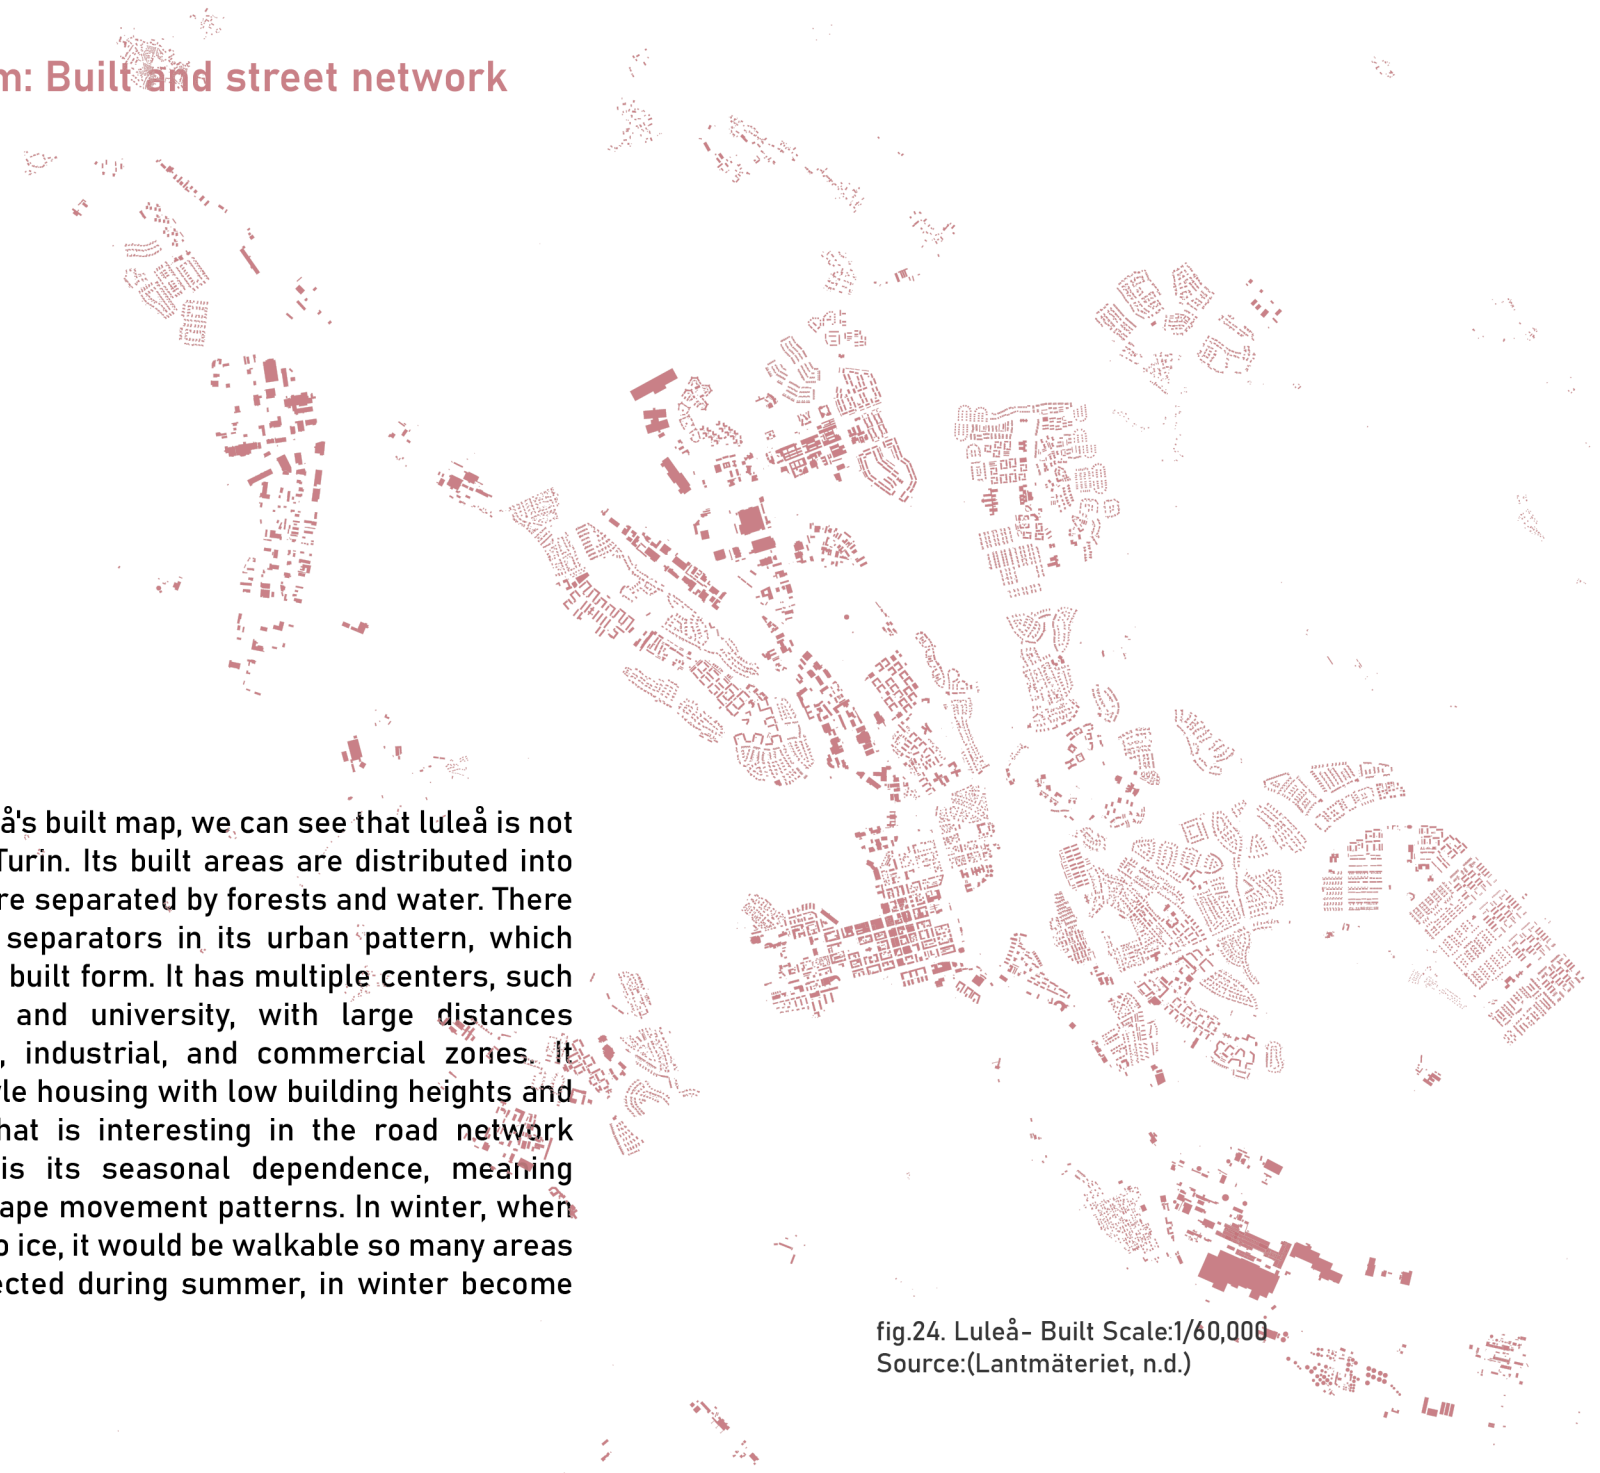 m: Built and street network
å's built map, we can see that luleå is not
Turin. Its built areas are distributed into
re separated by forests and water. There
separators in its urban pattern, which
built form. It has multiple centers, such
and university, with large distances
, industrial, and commercial zones. It
yle housing with low building heights and
hat is interesting in the road network
is its seasonal dependence, meaning
ape movement patterns. In winter, when
o ice, it would be walkable so many areas
ected during summer, in winter become
fig.24. Luleå- Built Scale:1/60,000
Source:(Lantmäteriet, n.d.)